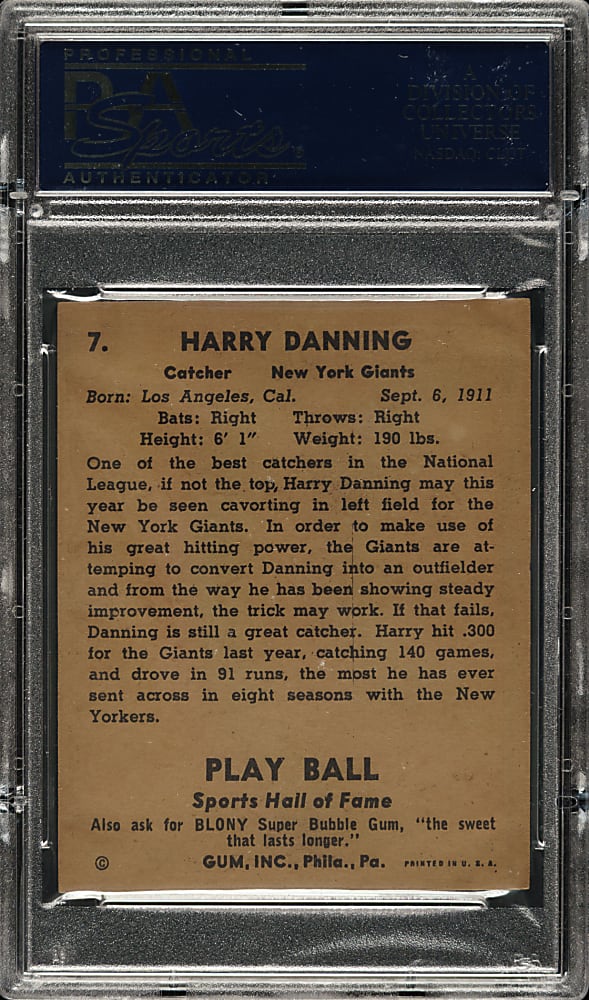 PROFESSIONAL
PSA
Sports
AUTHENTICATOR
A
DIVISION OF
COLLECTORS
UNIVERSE
NASDAQ: CLCT
7. HARRY DANNING
Catcher New York Giants
Born: Los Angeles, Cal. Sept. 6, 1911
Bats: Right Throws: Right
Height: 6' 1" Weight: 190 lbs.
One of the best catchers in the National
League, if not the top, Harry Danning may this
year be seen cavorting in left field for the
New York Giants. In order to make use of
his great hitting power, the Giants are at-
temping to convert Danning into an outfielder
and from the way he has been showing steady
improvement, the trick may work. If that fails,
Danning is still a great catcher. Harry hit .300
for the Giants last year, catching 140 games,
and drove in 91 runs, the most he has ever
sent across in eight seasons with the New
Yorkers.
PLAY BALL
Sports Hall of Fame
Also ask for BLONY Super Bubble Gum, "the sweet
that lasts longer."
© GUM, INC., Phila., Pa. PRINTED IN U. S. A.